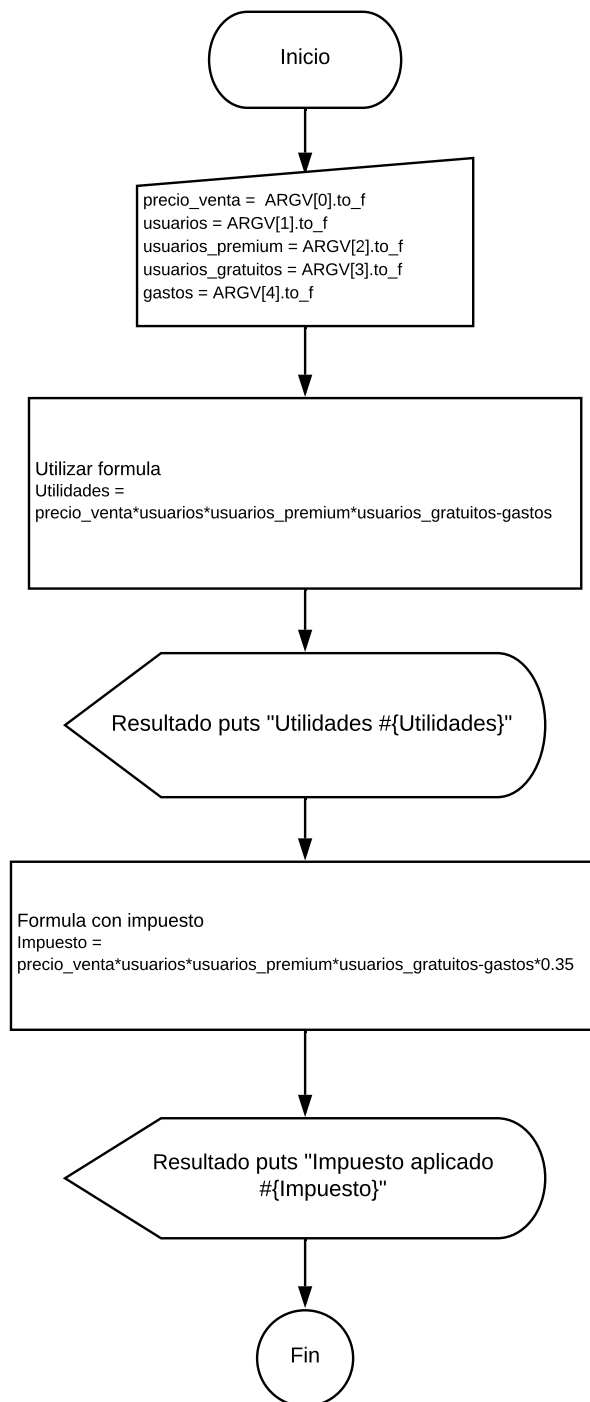 Inicio
precio_venta =  ARGV[0].to_f
usuarios = ARGV[1].to_f
usuarios_premium = ARGV[2].to_f
usuarios_gratuitos = ARGV[3].to_f
gastos = ARGV[4].to_f
Utilizar formula
Utilidades =
precio_venta*usuarios*usuarios_premium*usuarios_gratuitos-gastos
Resultado puts "Utilidades #{Utilidades}"
Formula con impuesto
Impuesto =
precio_venta*usuarios*usuarios_premium*usuarios_gratuitos-gastos*0.35
Resultado puts "Impuesto aplicado
#{Impuesto}"
Fin